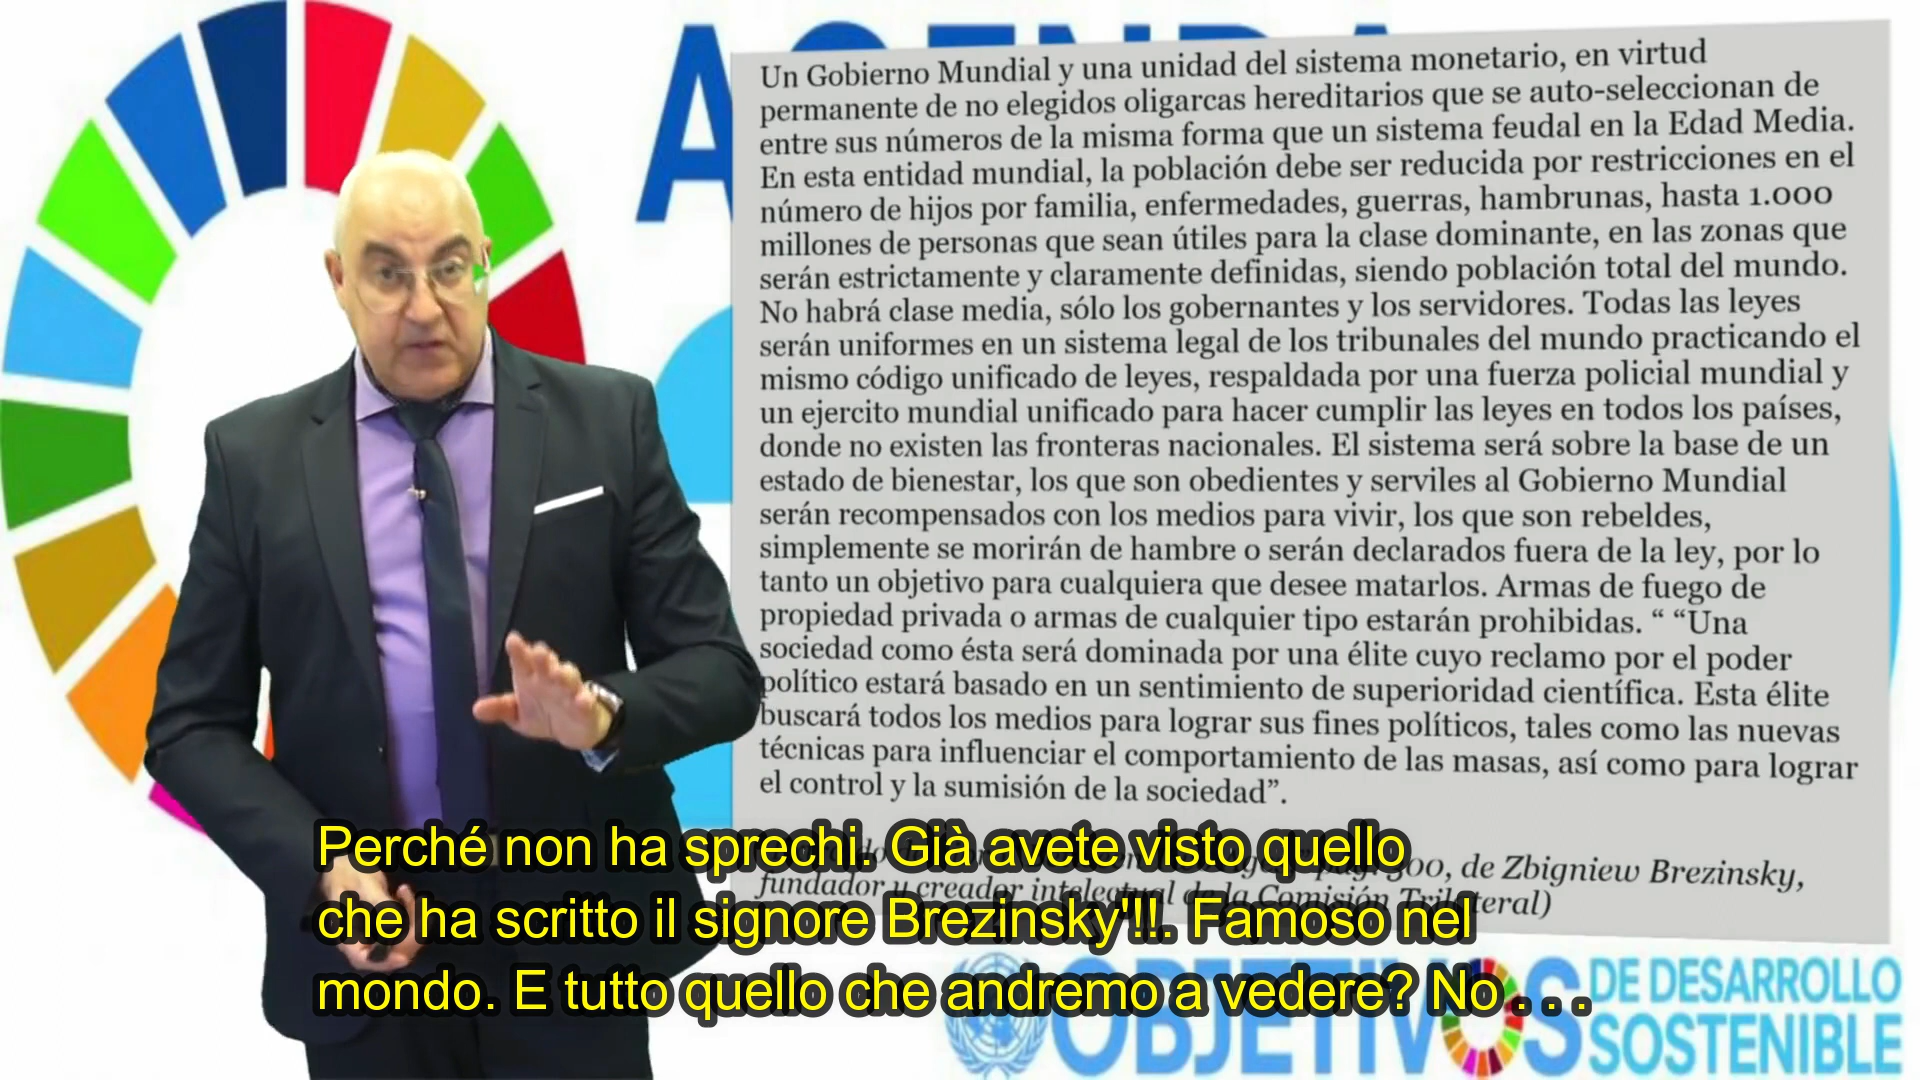 AGENDA
Un Gobierno Mundial y una unidad del sistema monetario, en virtud
permanente de no elegidos oligarcas hereditarios que se auto-seleccionan de
entre sus números de la misma forma que un sistema feudal en la Edad Media.
En esta entidad mundial, la población debe ser reducida por restricciones en el
número de hijos por familia, enfermedades, guerras, hambrunas, hasta 1.000
millones de personas que sean útiles para la clase dominante, en las zonas que
serán estrictamente y claramente definidas, siendo población total del mundo.
No habrá clase media, sólo los gobernantes y los servidores. Todas las leyes
serán uniformes en un sistema legal de los tribunales del mundo practicando el
mismo código unificado de leyes, respaldada por una fuerza policial mundial y
un ejercito mundial unificado para hacer cumplir las leyes en todos los países,
donde no existen las fronteras nacionales. El sistema será sobre la base de un
estado de bienestar, los que son obedientes y serviles al Gobierno Mundial
serán recompensados con los medios para vivir, los que son rebeldes,
simplemente se morirán de hambre o serán declarados fuera de la ley, por lo
tanto un objetivo para cualquiera que desee matarlos. Armas de fuego de
propiedad privada o armas de cualquier tipo estarán prohibidas. “ “Una
sociedad como ésta será dominada por una élite cuyo reclamo por el poder
político estará basado en un sentimiento de superioridad científica. Esta élite
buscará todos los medios para lograr sus fines políticos, tales como las nuevas
técnicas para influenciar el comportamiento de las masas, así como para lograr
el control y la sumisión de la sociedad”.
300, de Zbigniew Brezinsky,
fundador y creador intelectual de la Comisión Trilateral)
Perché non ha sprechi. Già avete visto quello
che ha scritto il signore Brezinsky'!!. Famoso nel
mondo. E tutto quello che andremo a vedere? No . . .
OBJETIVOS DE DESARROLLO
SOSTENIBLE